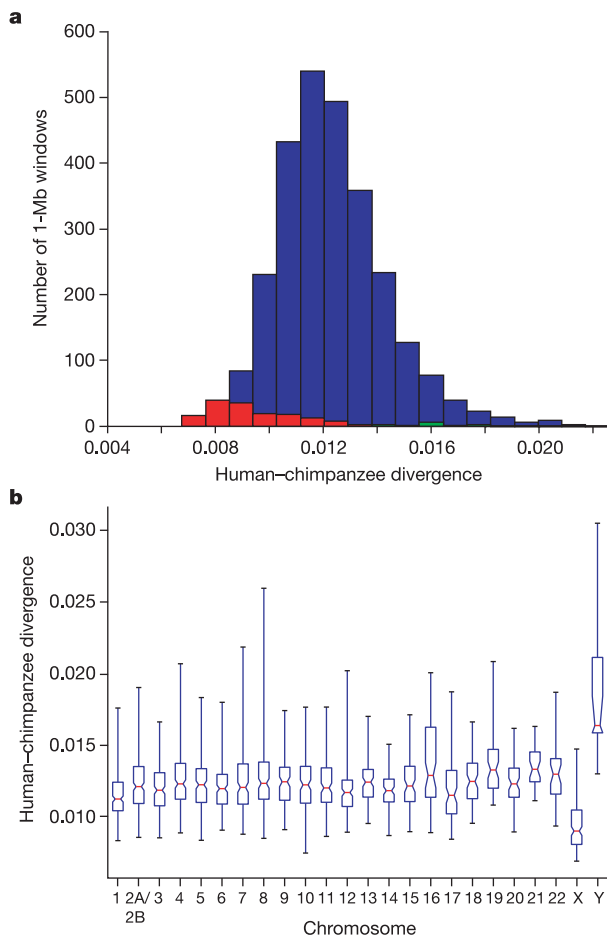 a
600
500
400
300
200
100
0
Number of 1-Mb windows
0.004 0.008 0.012 0.016 0.020
Human–chimpanzee divergence
b
0.030
0.025
0.020
0.015
0.010
Human–chimpanzee divergence
1 2A/ 3 4 5 6 7 8 9 10 11 12 13 14 15 16 17 18 19 20 21 22 X Y
2B
Chromosome